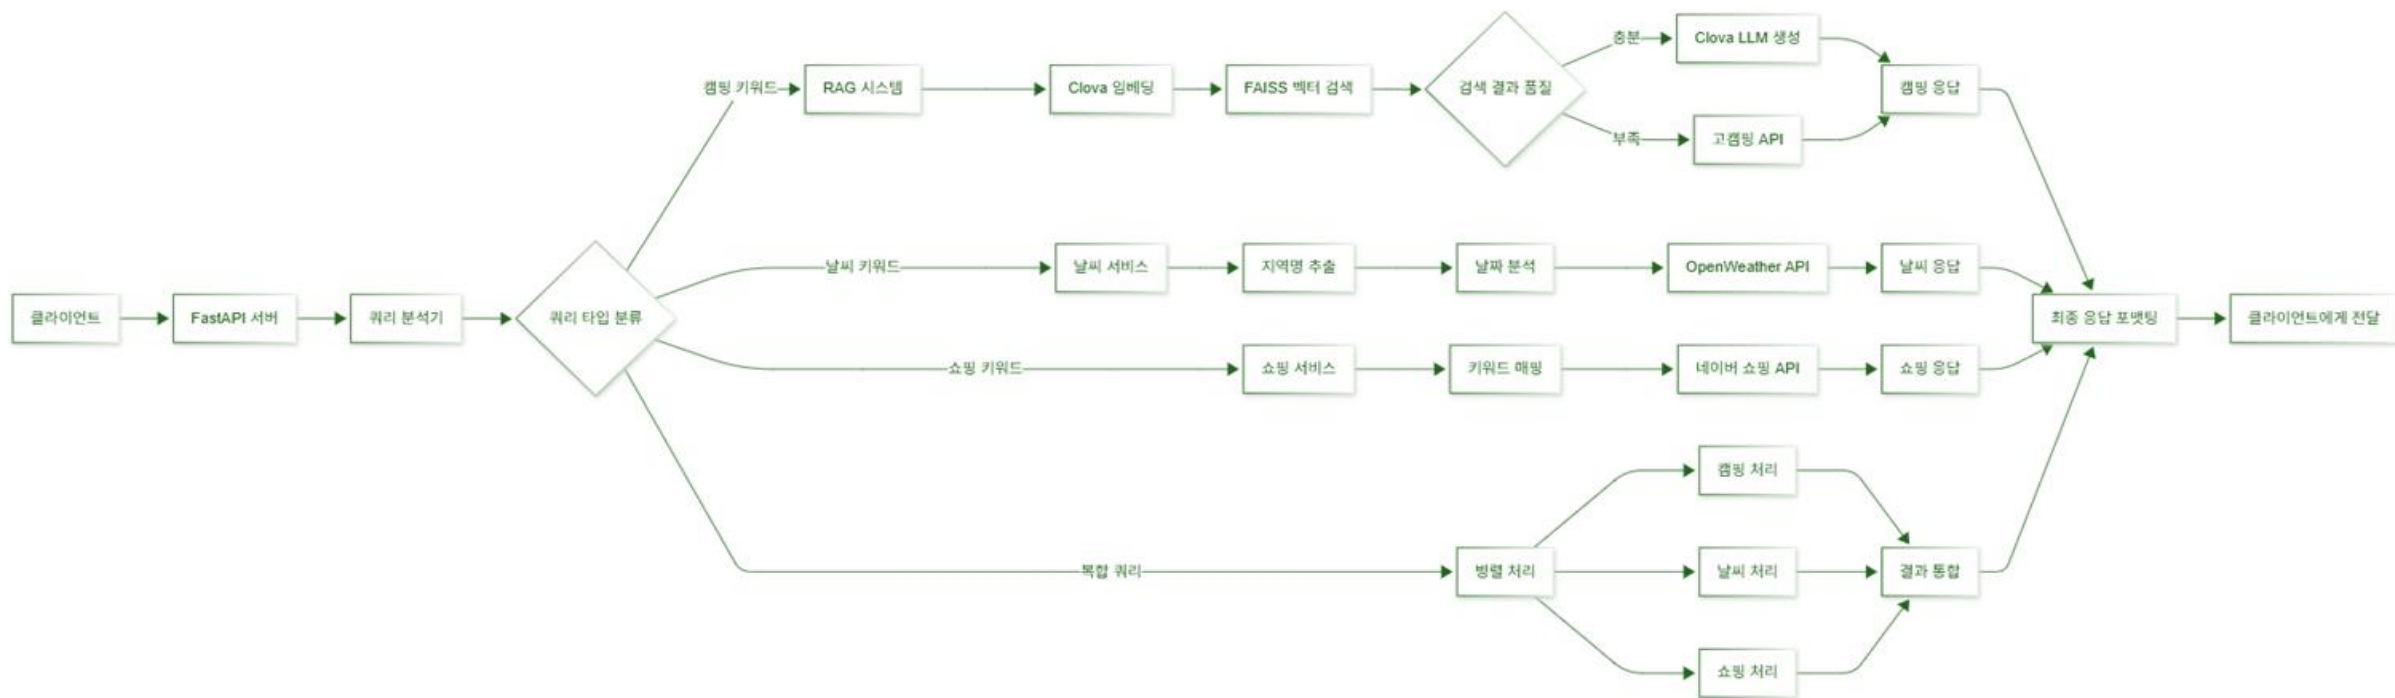 클라이언트
FastAPI 서버
쿼리 분석기
쿼리 타입 분류
캠핑 키워드
RAG 시스템
Clova 임베딩
FAISS 벡터 검색
검색 결과 품질
충분
Clova LLM 생성
부족
고캠핑 API
캠핑 응답
날씨 키워드
날씨 서비스
지역명 추출
날짜 분석
OpenWeather API
날씨 응답
쇼핑 키워드
쇼핑 서비스
키워드 매핑
네이버 쇼핑 API
쇼핑 응답
복합 쿼리
병렬 처리
캠핑 처리
날씨 처리
쇼핑 처리
결과 통합
최종 응답 포맷팅
클라이언트에게 전달